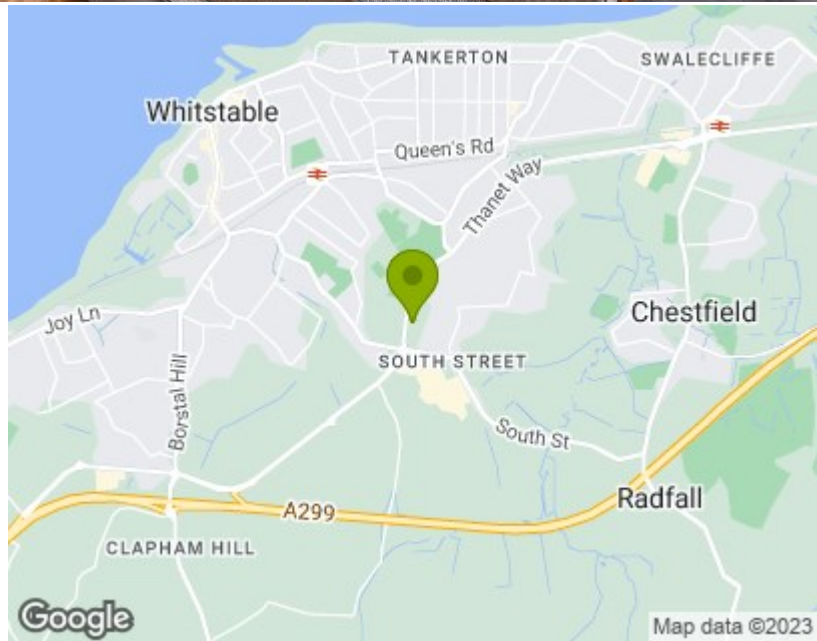 TANKERTON
SWALECLIFFE
Whitstable
Queen's Rd
Thanet Way
Joy Ln
Chestfield
SOUTH STREET
Borstal Hill
South St
Radfall
A299
CLAPHAM HILL
Google
Map data ©2023